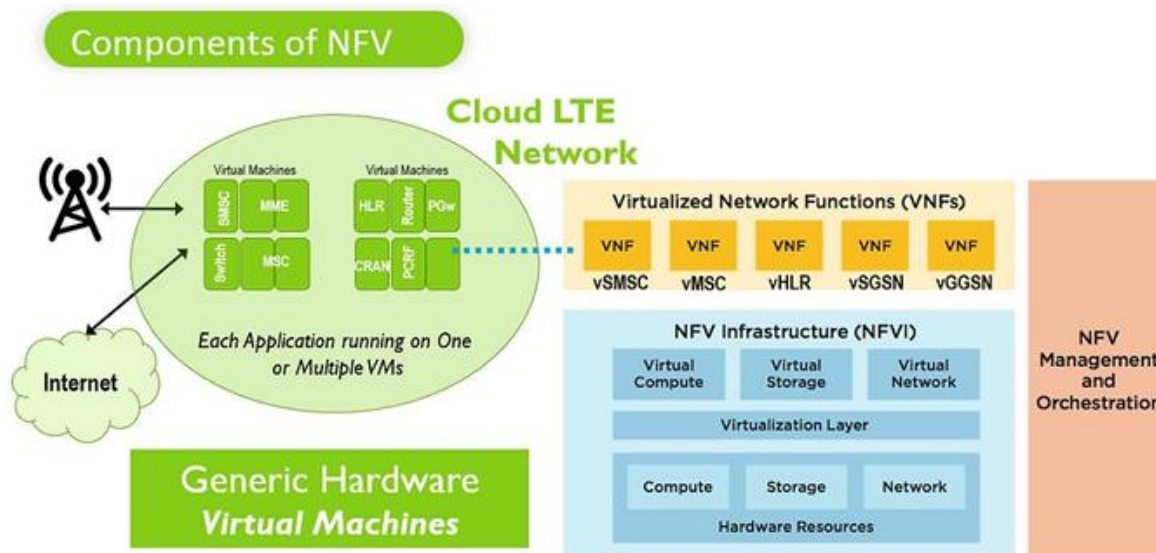 Components of NFV
Cloud LTE
Network
Virtual Machines
SMSC
MME
Switch
MSC
Virtual Machines
HLR
Router
PGw
CRAN
PCRF
Each Application running on One
or Multiple VMs
Internet
Generic Hardware
Virtual Machines
Virtualized Network Functions (VNFs)
VNF VNF VNF VNF VNF
vSMSC vMSC vHLR vSGSN vGGSN
NFV Infrastructure (NFVI)
Virtual Virtual Virtual
Compute Storage Network
Virtualization Layer
Compute Storage Network
Hardware Resources
NFV
Management
and
Orchestration